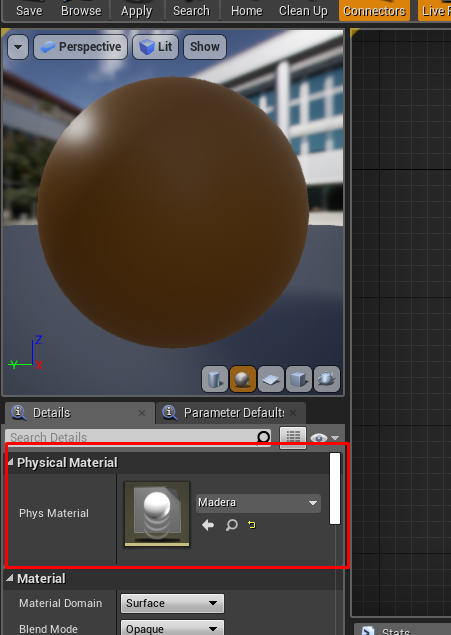 Save Browse Apply Search Home Clean Up Connectors Live
Perspective Lit Show
Z
Y X
Details × Parameter Defaults ×
Search Details
Physical Material
Phys Material
Madera
Material
Material Domain Surface
Blend Mode Opaque
Stats